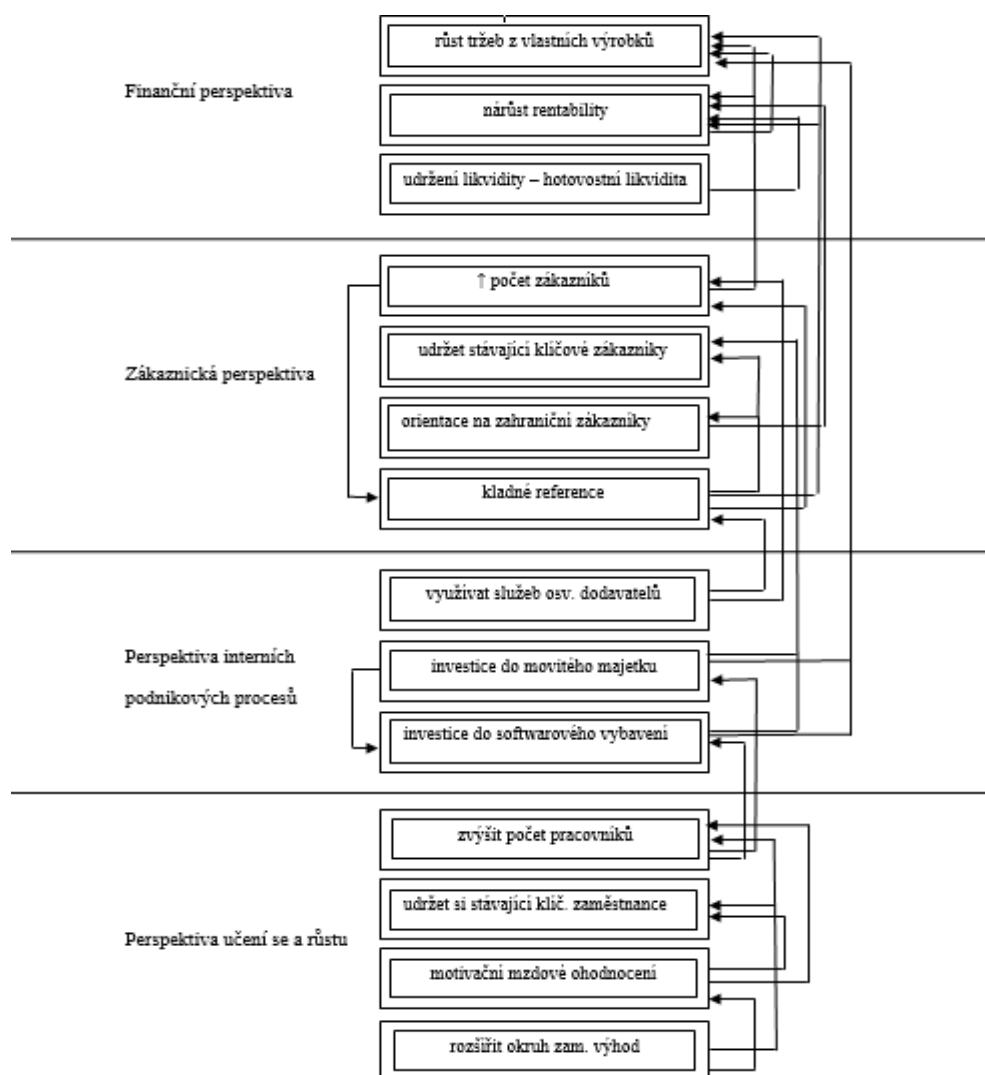 růst tržeb z vlastních výrobků
Finanční perspektiva
nárůst rentability
udržení likvidity – hotovostní likvidita
↑ počet zákazníků
udržet stávající klíčové zákazníky
Zákaznická perspektiva
orientace na zahraniční zákazníky
kladné reference
využívat služeb osv. dodavatelů
Perspektiva interních
podnikových procesů
investice do movitého majetku
investice do softwarového vybavení
zvýšit počet pracovníků
udržet si stávající klíč. zaměstnance
Perspektiva učení se a růstu
motivační mzdové ohodnocení
rozšířit okruh zam. výhod